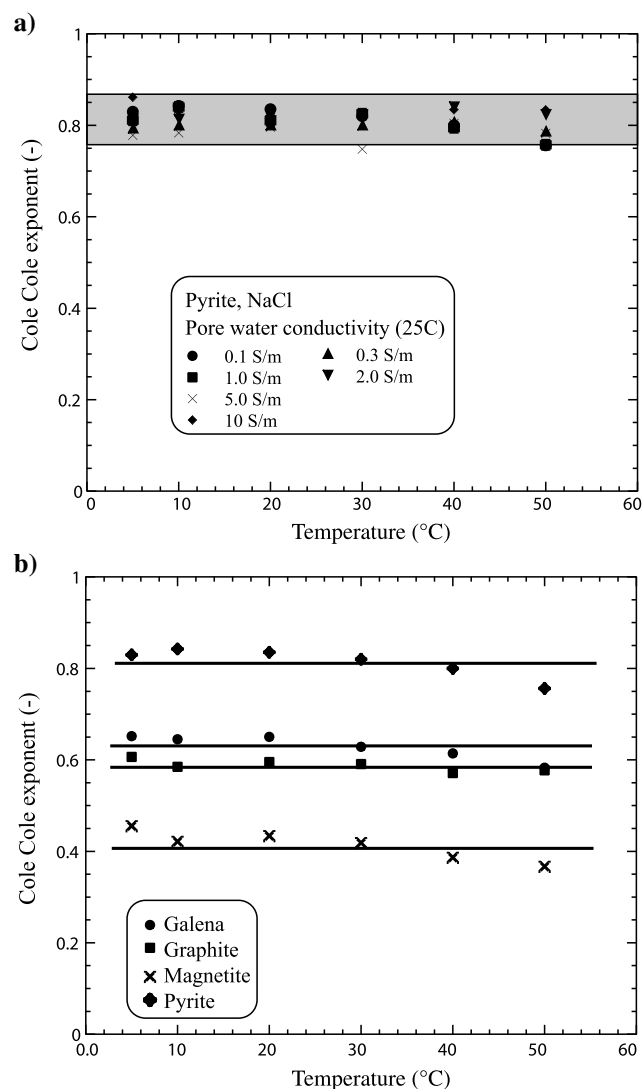 a)
1
0.8
0.6
0.4
0.2
0
Cole Cole exponent (-)
Pyrite, NaCl
Pore water conductivity (25C)
0.1 S/m 0.3 S/m
1.0 S/m 2.0 S/m
5.0 S/m
10 S/m
0 10 20 30 40 50 60
Temperature (°C)
b)
1
0.8
0.6
0.4
0.2
0
Cole Cole exponent (-)
Galena
Graphite
Magnetite
Pyrite
0.0 10 20 30 40 50 60
Temperature (°C)